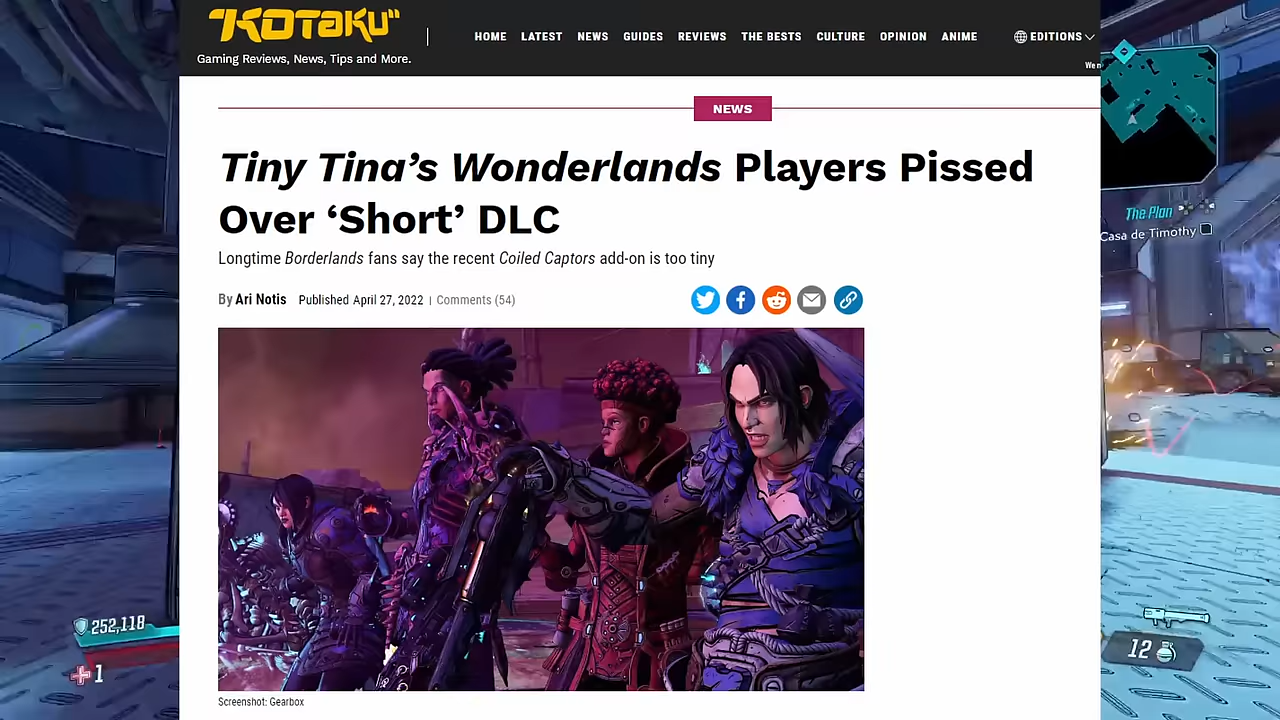 KOTAKU
Gaming Reviews, News, Tips and More.
HOME LATEST NEWS GUIDES REVIEWS THE BESTS CULTURE OPINION ANIME EDITIONS
We
NEWS
Tiny Tina’s Wonderlands Players Pissed
Over ‘Short’ DLC
Longtime Borderlands fans say the recent Coiled Captors add-on is too tiny
By Ari Notis Published April 27, 2022 | Comments (54)
Screenshot: Gearbox
The Plan
Casa de Timothy
252,118
1
12